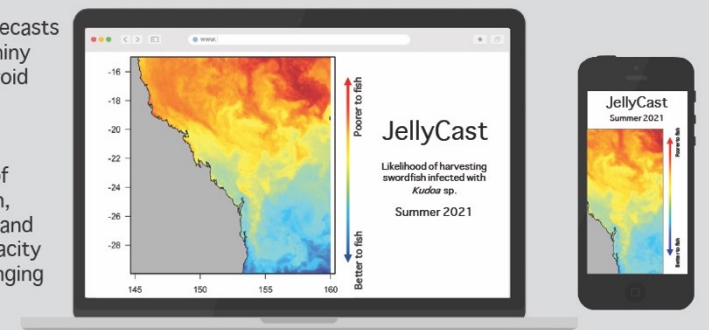 ecasts
iny
oid
of
n,
and
acity
nging
www.
-16
-18
-20
-22
-24
-26
-28
145
150
155
160
Poorer to fish
Better to fish
JellyCast
Likelihood of harvesting
swordfish infected with
Kudoa sp.
Summer 2021
JellyCast
Summer 2021
Poorer to fish
Better to fish